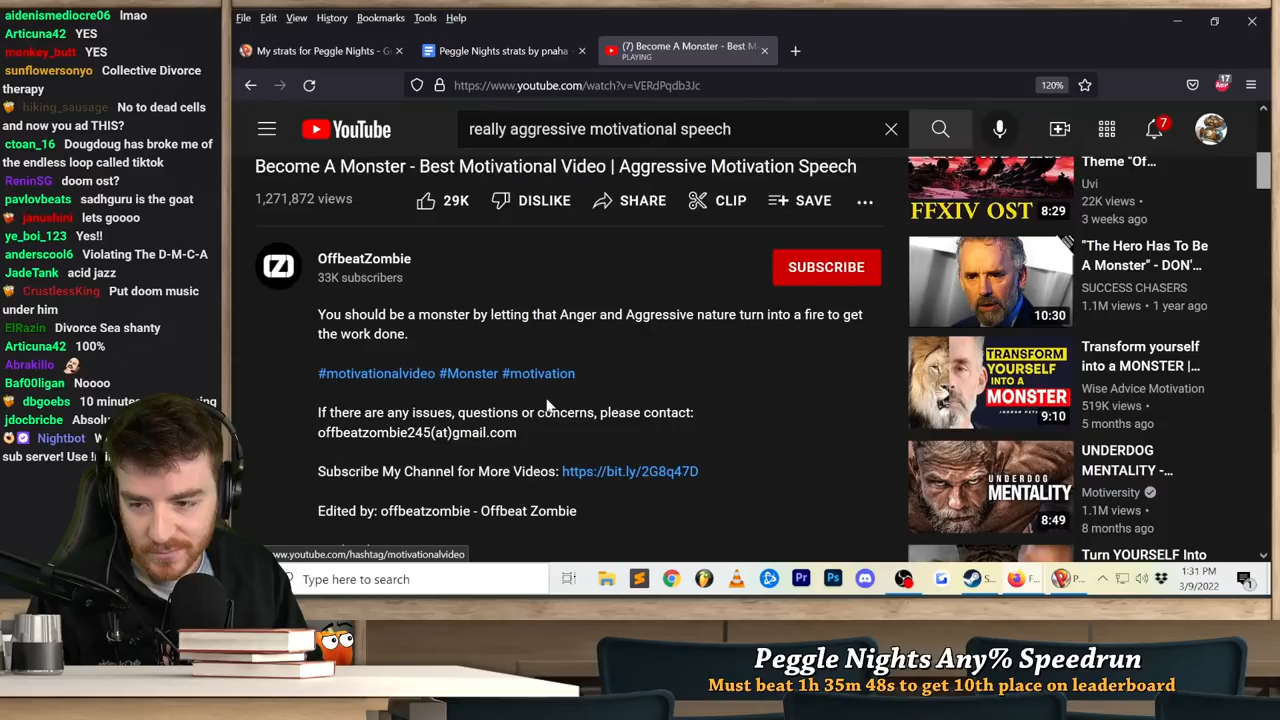 aidenismediocre06 lmao
Articuna42 YES
monkey_butt YES
sunflowersonyo Collective Divorce
therapy
hiking_sausage No to dead cells
and now you ad THIS?
ctoan_16 Dougdoug has broke me of
the endless loop called tiktok
ReninSG doom ost?
pavlovbeats sadhguru is the goat
janushini lets goooo
ye_boi_123 Yes!!
anderscool6 Violating The D-M-C-A
JadeTank acid jazz
CrustlessKing Put doom music
under him
ElRazin Divorce Sea shanty
Articuna42 100%
Abrakillo
Baf00ligan Noooo
dbgoebs 10 minutes
jdocbricbe
Nightbot
sub server! Use
File Edit View History Bookmarks Tools Help
My strats for Peggle Nights - G
Peggle Nights strats by pnaha -
(7) Become A Monster - Best M
PLAYING
https://www.youtube.com/watch?v=VERdPqdb3Jc
120%
17
YouTube
really aggressive motivational speech
7
Become A Monster - Best Motivational Video | Aggressive Motivation Speech
1,271,872 views
29K
DISLIKE
SHARE
CLIP
SAVE
OffbeatZombie
33K subscribers
SUBSCRIBE
You should be a monster by letting that Anger and Aggressive nature turn into a fire to get
the work done.
#motivationalvideo #Monster #motivation
If there are any issues, questions or concerns, please contact:
offbeatzombie245(at)gmail.com
Subscribe My Channel for More Videos: https://bit.ly/2G8q47D
Edited by: offbeatzombie - Offbeat Zombie
www.youtube.com/hashtag/motivationalvideo
FFXIV OST
8:29
Theme "Of...
Uvi
22K views •
3 weeks ago
10:30
"The Hero Has To Be
A Monster" - DON'...
SUCCESS CHASERS
1.1M views • 1 year ago
TRANSFORM
YOURSELF
INTO A
MONSTER
9:10
Transform yourself
into a MONSTER |...
Wise Advice Motivation
519K views •
5 months ago
UNDERDOG
MENTALITY
8:49
UNDERDOG
MENTALITY -...
Motiversity
1.1M views •
8 months ago
Turn YOURSELF Into
Type here to search
1:31 PM
3/9/2022
Peggle Nights Any% Speedrun
Must beat 1h 35m 48s to get 10th place on leaderboard